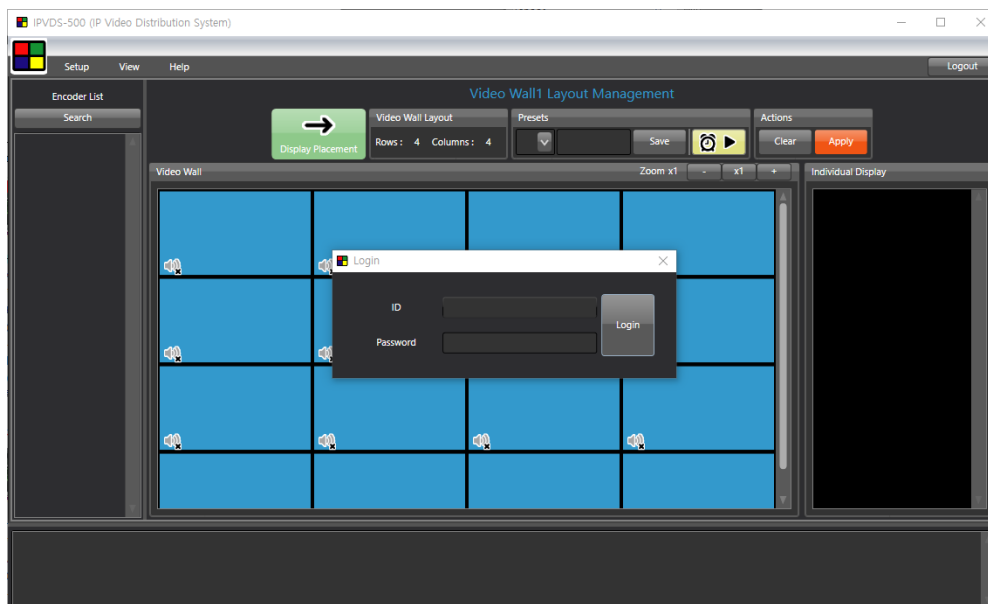 IPVDS-500 (IP Video Distribution System)
Setup View Help Logout
Encoder List
Search
Video Wall1 Layout Management
Display Placement
Video Wall Layout
Rows : 4 Columns : 4
Presets
Save
Actions
Clear Apply
Video Wall Zoom x1 - x1 +
Individual Display
Login
ID
Password
Login